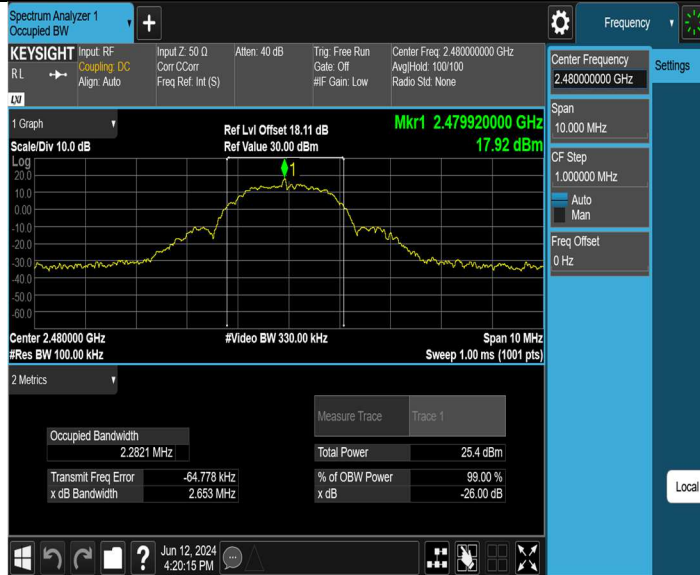 Spectrum Analyzer 1
Occupied BW
Frequency
KEYSIGHT
Input: RF
Coupling: DC
Align: Auto
Input Z: 50 Ω
Corr CCorr
Freq Ref: Int (S)
Atten: 40 dB
Trig: Free Run
Gate: Off
#IF Gain: Low
Center Freq: 2.480000000 GHz
Avg|Hold: 100/100
Radio Std: None
R L
LXI
Center Frequency
2.480000000 GHz
Settings
Span
10.000 MHz
CF Step
1.000000 MHz
Auto
Man
Freq Offset
0 Hz
1 Graph
Scale/Div 10.0 dB
Ref Lvl Offset 18.11 dB
Ref Value 30.00 dBm
Mkr1 2.479920000 GHz
17.92 dBm
Log
20.0
10.0
0.00
-10.0
-20.0
-30.0
-40.0
-50.0
-60.0
1
Center 2.480000 GHz
#Res BW 100.00 kHz
#Video BW 330.00 kHz
Span 10 MHz
Sweep 1.00 ms (1001 pts)
2 Metrics
Measure Trace
Trace 1
Occupied Bandwidth
2.2821 MHz
Total Power
25.4 dBm
Transmit Freq Error
-64.778 kHz
% of OBW Power
99.00 %
x dB Bandwidth
2.653 MHz
x dB
-26.00 dB
Local
Jun 12, 2024
4:20:15 PM